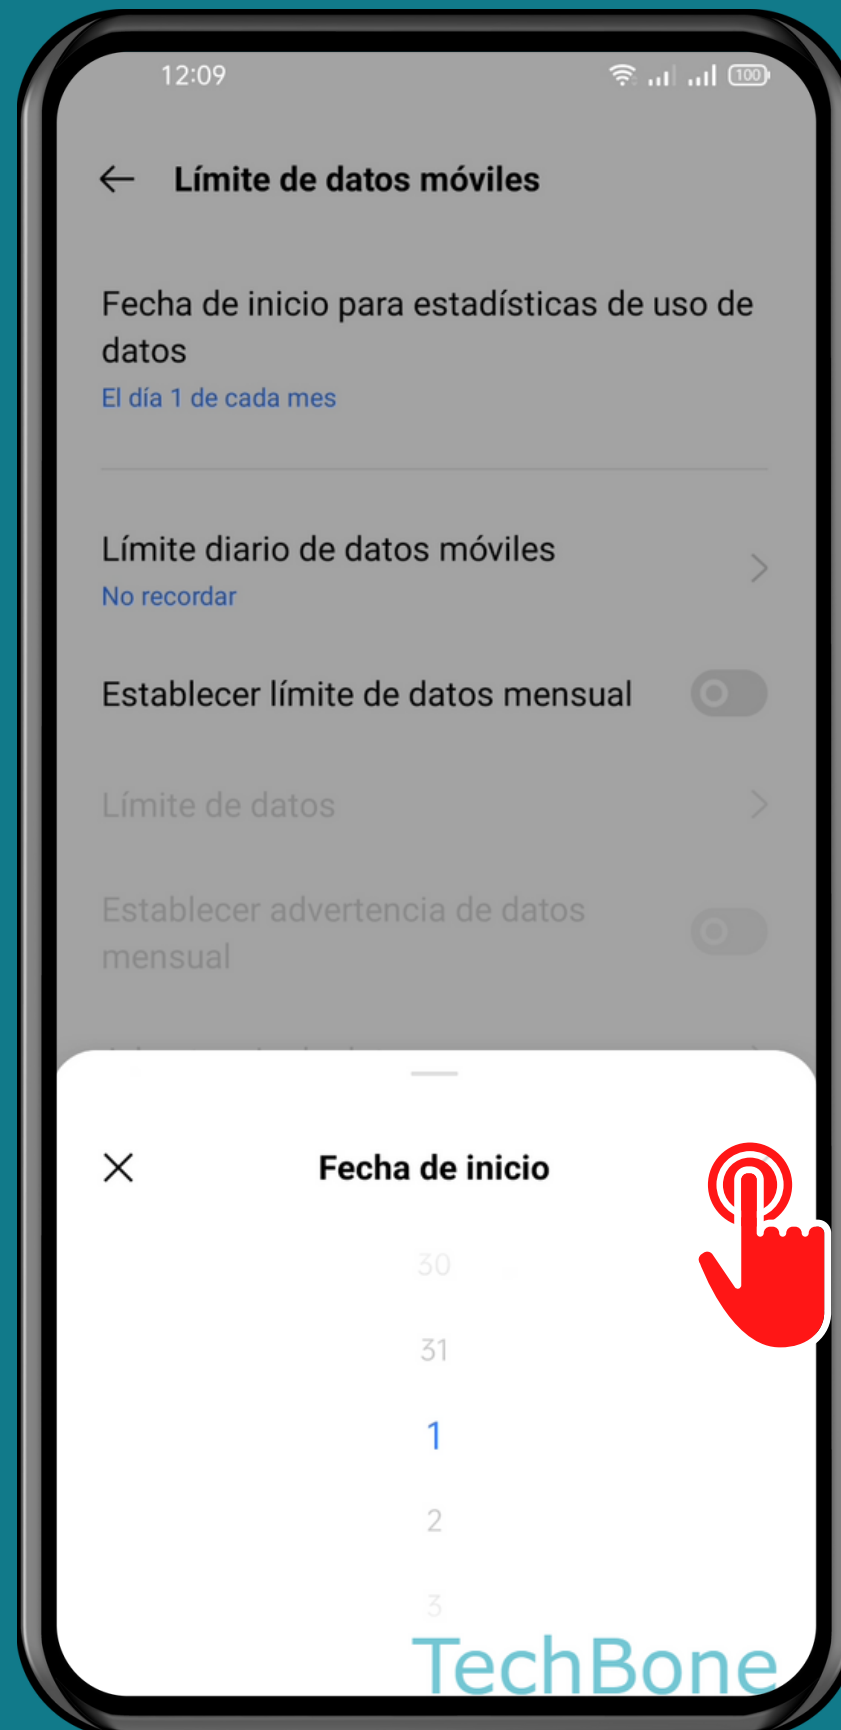 12:09
100
Límite de datos móviles
Fecha de inicio para estadísticas de uso de
datos
El día 1 de cada mes
Límite diario de datos móviles
No recordar
Establecer límite de datos mensual
Límite de datos
Establecer advertencia de datos
mensual
Fecha de inicio
30
31
1
2
3
TechBone